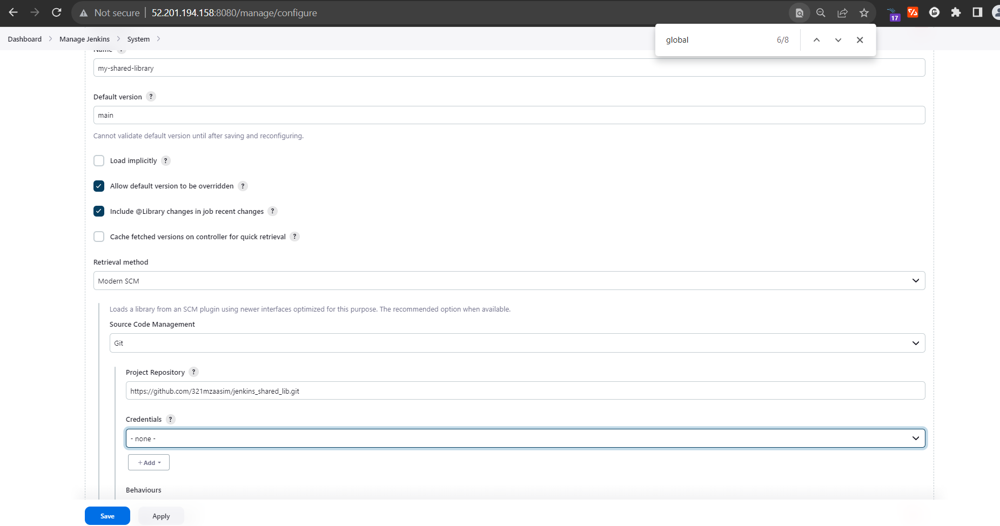 Not secure | 52.201.194.158:8080/manage/configure
17
global 6/8
Dashboard > Manage Jenkins > System >
Name ?
my-shared-library
Default version ?
main
Cannot validate default version until after saving and reconfiguring.
Load implicitly ?
Allow default version to be overridden ?
Include @Library changes in job recent changes ?
Cache fetched versions on controller for quick retrieval ?
Retrieval method
Modern SCM
Loads a library from an SCM plugin using newer interfaces optimized for this purpose. The recommended option when available.
Source Code Management
Git
Project Repository ?
https://github.com/321mzaasim/jenkins_shared_lib.git
Credentials ?
- none -
+ Add
Behaviours
Save Apply